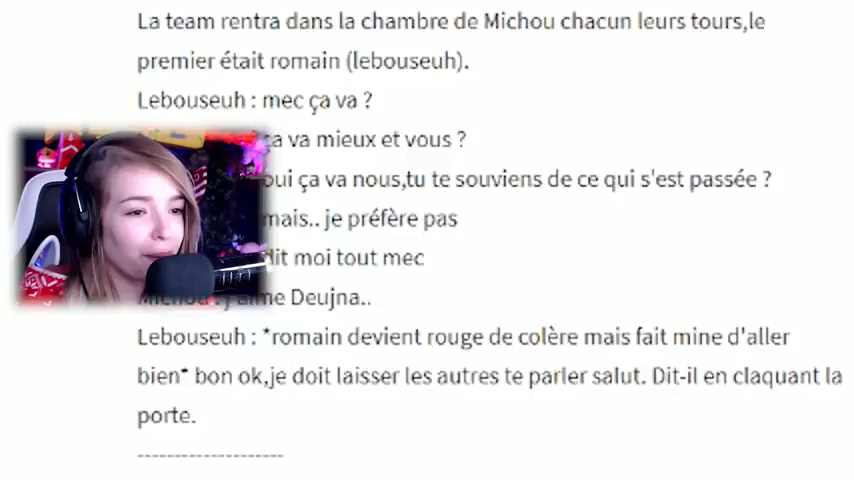 La team rentra dans la chambre de Michou chacun leurs tours,le
premier était romain (lebouseuh).
Lebouseuh : mec ça va ?
ça va mieux et vous ?
oui ça va nous,tu te souviens de ce qui s'est passée ?
mais.. je préfère pas
dit moi tout mec
Michou : j'aime Deujna..
Lebouseuh : *romain devient rouge de colère mais fait mine d'aller
bien* bon ok,je doit laisser les autres te parler salut. Dit-il en claquant la
porte.
--------------------